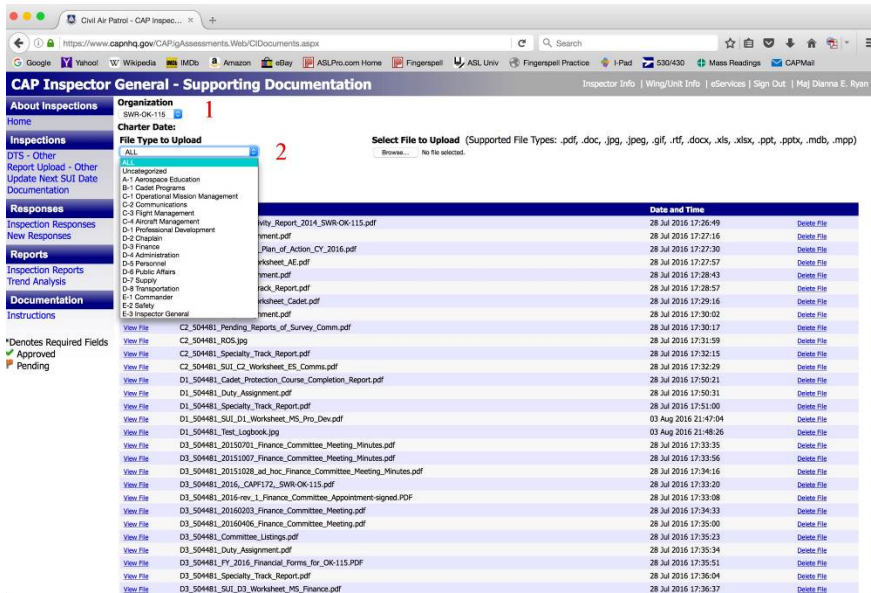 Civil Air Patrol - CAP Inspec... × +
https://www.capnhq.gov/CAP.IgAssessments.Web/CIDocuments.aspx Search
Google Yahoo! Wikipedia IMDb Amazon eBay ASLPro.com Home Fingerspell ASL Univ Fingerspell Practice I-Pad 530/430 Mass Readings CAPMail
CAP Inspector General - Supporting Documentation Inspector Info | Wing/Unit Info | eServices | Sign Out | Maj Dianna E. Ryan
About Inspections
Home
Inspections
DTS - Other
Report Upload - Other
Update Next SUI Date
Documentation
Responses
Inspection Responses
New Responses
Reports
Inspection Reports
Trend Analysis
Documentation
Instructions
*Denotes Required Fields
Approved
Pending
Organization
SWR-OK-115 1
Charter Date:
File Type to Upload
ALL 2
Select File to Upload (Supported File Types: .pdf, .doc, .jpg, .jpeg, .gif, .rtf, .docx, .xls, .xlsx, .ppt, .pptx, .mdb, .mpp)
Browse... No file selected.
ALL
Uncategorized
A-1 Aerospace Education
B-1 Cadet Programs
C-1 Operational Mission Management
C-2 Communications
C-3 Flight Management
C-4 Aircraft Management
D-1 Professional Development
D-2 Chaplain
D-3 Finance
D-4 Administration
D-5 Personnel
D-6 Public Affairs
D-7 Supply
D-8 Transportation
E-1 Commander
E-2 Safety
E-3 Inspector General
Date and Time
ivity_Report_2014_SWR-OK-115.pdf 28 Jul 2016 17:26:49 Delete File
nment.pdf 28 Jul 2016 17:27:16 Delete File
_Plan_of_Action_CY_2016.pdf 28 Jul 2016 17:27:30 Delete File
rksheet_AE.pdf 28 Jul 2016 17:27:57 Delete File
nment.pdf 28 Jul 2016 17:28:43 Delete File
rack_Report.pdf 28 Jul 2016 17:28:57 Delete File
rksheet_Cadet.pdf 28 Jul 2016 17:29:16 Delete File
nment.pdf 28 Jul 2016 17:30:02 Delete File
View File C2_504481_Pending_Reports_of_Survey_Comm.pdf 28 Jul 2016 17:30:17 Delete File
View File C2_504481_ROS.jpg 28 Jul 2016 17:31:59 Delete File
View File C2_504481_Specialty_Track_Report.pdf 28 Jul 2016 17:32:15 Delete File
View File C2_504481_SUI_C2_Worksheet_ES_Comms.pdf 28 Jul 2016 17:32:29 Delete File
View File D1_504481_Cadet_Protection_Course_Completion_Report.pdf 28 Jul 2016 17:50:21 Delete File
View File D1_504481_Duty_Assignment.pdf 28 Jul 2016 17:50:31 Delete File
View File D1_504481_Specialty_Track_Report.pdf 28 Jul 2016 17:51:00 Delete File
View File D1_504481_SUI_D1_Worksheet_MS_Pro_Dev.pdf 03 Aug 2016 21:47:04 Delete File
View File D1_504481_Test_Logbook.jpg 03 Aug 2016 21:48:26 Delete File
View File D3_504481_20150701_Finance_Committee_Meeting_Minutes.pdf 28 Jul 2016 17:33:35 Delete File
View File D3_504481_20151007_Finance_Committee_Meeting_Minutes.pdf 28 Jul 2016 17:33:56 Delete File
View File D3_504481_20151028_ad_hoc_Finance_Committee_Meeting_Minutes.pdf 28 Jul 2016 17:34:16 Delete File
View File D3_504481_2016,_CAPF172,_SWR-OK-115.pdf 28 Jul 2016 17:33:20 Delete File
View File D3_504481_2016-rev_1_Finance_Committee_Appointment-signed.PDF 28 Jul 2016 17:33:08 Delete File
View File D3_504481_20160203_Finance_Committee_Meeting.pdf 28 Jul 2016 17:34:33 Delete File
View File D3_504481_20160406_Finance_Committee_Meeting.pdf 28 Jul 2016 17:35:00 Delete File
View File D3_504481_Committee_Listings.pdf 28 Jul 2016 17:35:23 Delete File
View File D3_504481_Duty_Assignment.pdf 28 Jul 2016 17:35:34 Delete File
View File D3_504481_FY_2016_Financial_Forms_for_OK-115.PDF 28 Jul 2016 17:35:51 Delete File
View File D3_504481_Specialty_Track_Report.pdf 28 Jul 2016 17:36:04 Delete File
View File D3_504481_SUI_D3_Worksheet_MS_Finance.pdf 28 Jul 2016 17:36:37 Delete File